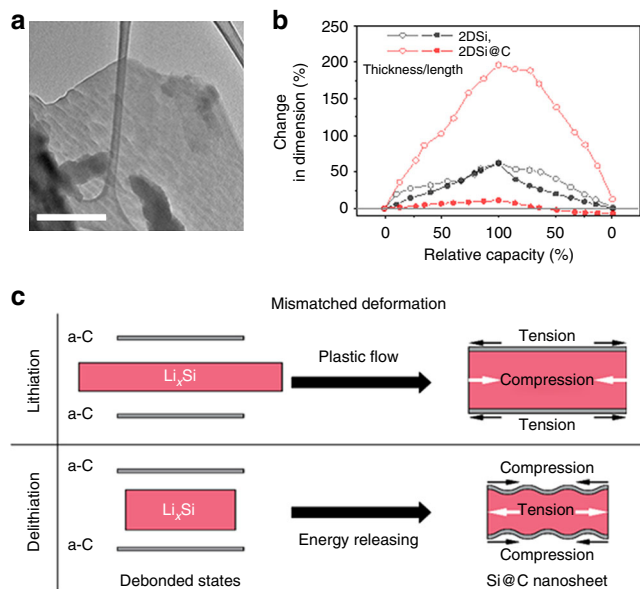 a
b
2DSi,
2DSi@C
Thickness/length
Change
in dimension (%)
250
200
150
100
50
0
0
50
100
50
0
Relative capacity (%)
c
Mismatched deformation
Lithiation
a-C
LiₓSi
a-C
Plastic flow
Tension
Compression
Tension
Delithiation
a-C
LiₓSi
a-C
Energy releasing
Compression
Tension
Compression
Debonded states
Si@C nanosheet